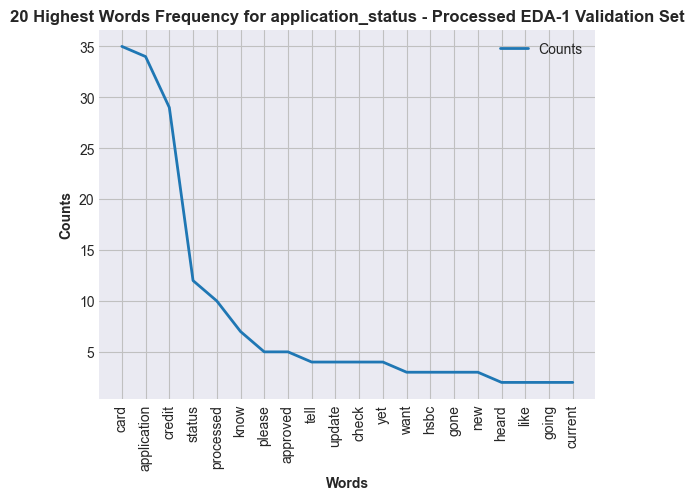 20 Highest Words Frequency for application_status - Processed EDA-1 Validation Set
Counts
35
30
25
20
15
10
5
Counts
card
application
credit
status
processed
know
please
approved
tell
update
check
yet
want
hsbc
gone
new
heard
like
going
current
Words